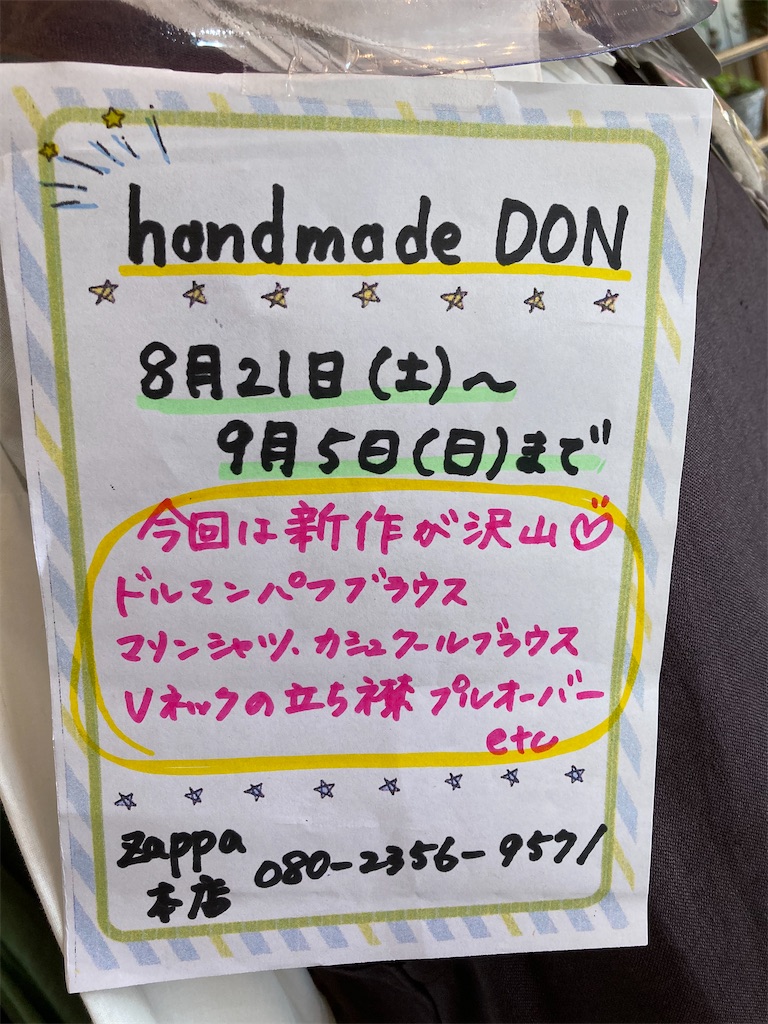 handmade DON
8月21日(土)～
9月5日(日)まで
今回は新作が沢山♡
ドルマンパフブラウス
マリンシャツ、カシュクールブラウス
Vネックの立ち襟 プルオーバー
etc
zappa
本店 080-2356-9571